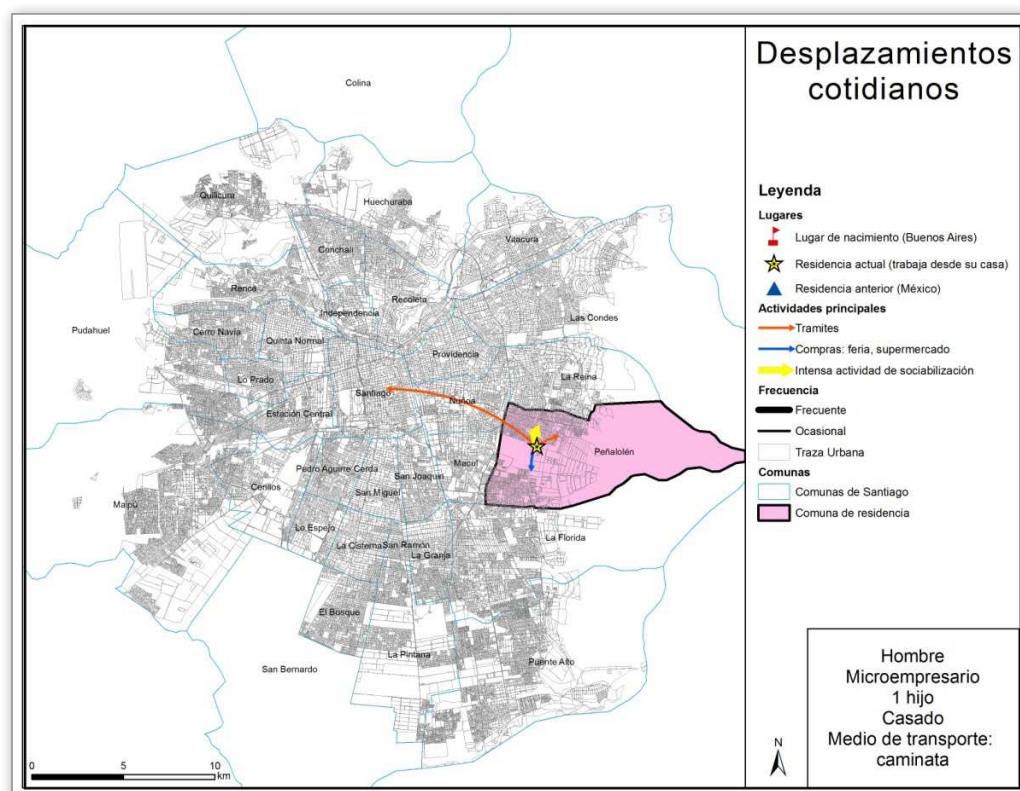 Desplazamientos
cotidianos
Leyenda
Lugares
Lugar de nacimiento (Buenos Aires)
Residencia actual (trabaja desde su casa)
Residencia anterior (México)
Actividades principales
Tramites
Compras: feria, supermercado
Intensa actividad de sociabilización
Frecuencia
Frecuente
Ocasional
Traza Urbana
Comunas
Comunas de Santiago
Comuna de residencia
Colina
Quilicura
Huechuraba
Conchalí
Vitacura
Renca
Recoleta
Independencia
Las Condes
Pudahuel
Cerro Navia
Quinta Normal
Providencia
Lo Prado
La Reina
Santiago
Ñuñoa
Estación Central
Peñalolén
Pedro Aguirre Cerda
Macul
San Joaquín
Cerillos
San Miguel
Maipú
Lo Espejo
La Florida
La Cisterna
San Ramón
La Granja
El Bosque
La Pintana
San Bernardo
Puente Alto
0 5 10
km
N
Hombre
Microempresario
1 hijo
Casado
Medio de transporte:
caminata